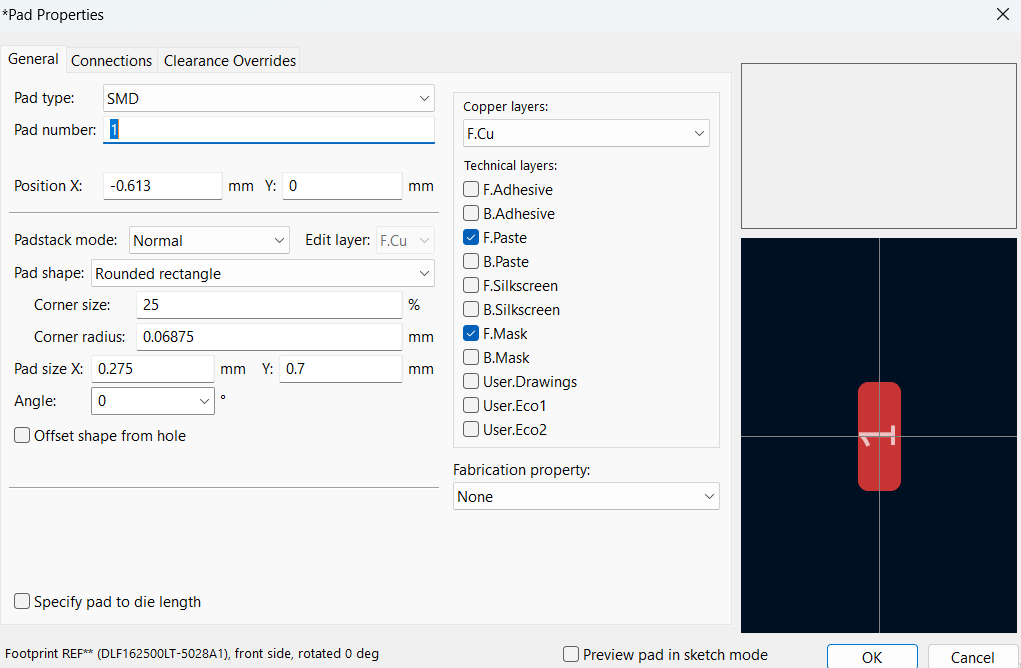 *Pad Properties
General Connections Clearance Overrides
Pad type: SMD
Pad number: 1
Position X: -0.613 mm Y: 0 mm
Padstack mode: Normal Edit layer: F.Cu
Pad shape: Rounded rectangle
Corner size: 25 %
Corner radius: 0.06875 mm
Pad size X: 0.275 mm Y: 0.7 mm
Angle: 0 °
Offset shape from hole
Specify pad to die length
Copper layers:
F.Cu
Technical layers:
F.Adhesive
B.Adhesive
F.Paste
B.Paste
F.Silkscreen
B.Silkscreen
F.Mask
B.Mask
User.Drawings
User.Eco1
User.Eco2
Fabrication property:
None
1
Footprint REF** (DLF162500LT-5028A1), front side, rotated 0 deg
Preview pad in sketch mode
OK Cancel